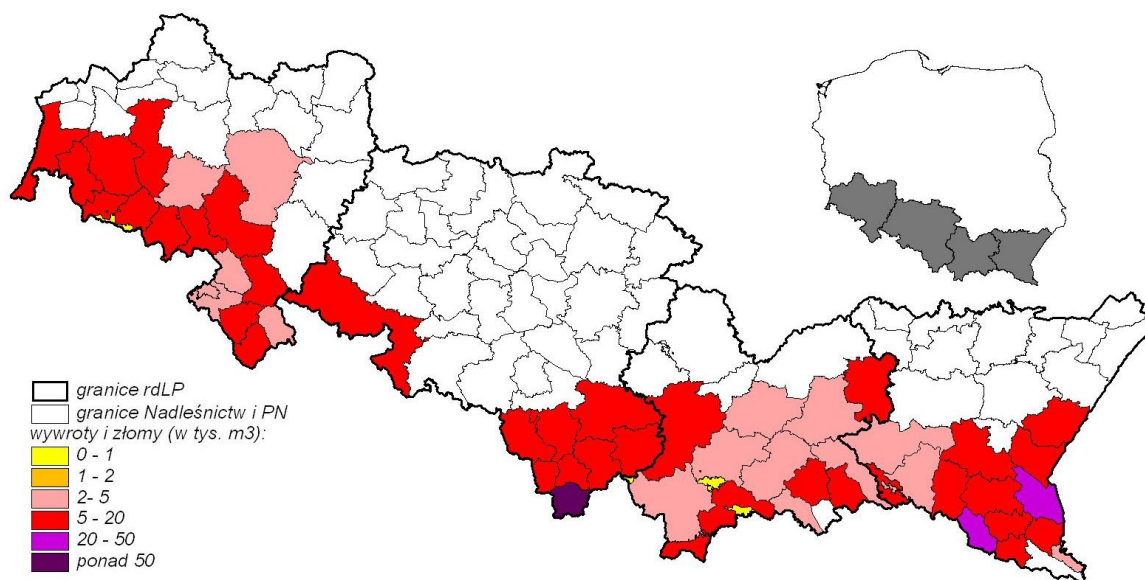 granice rdLP
granice Nadleśnictw i PN
wywroty i złomy (w tys. m3):
0 - 1
1 - 2
2- 5
5 - 20
20 - 50
ponad 50